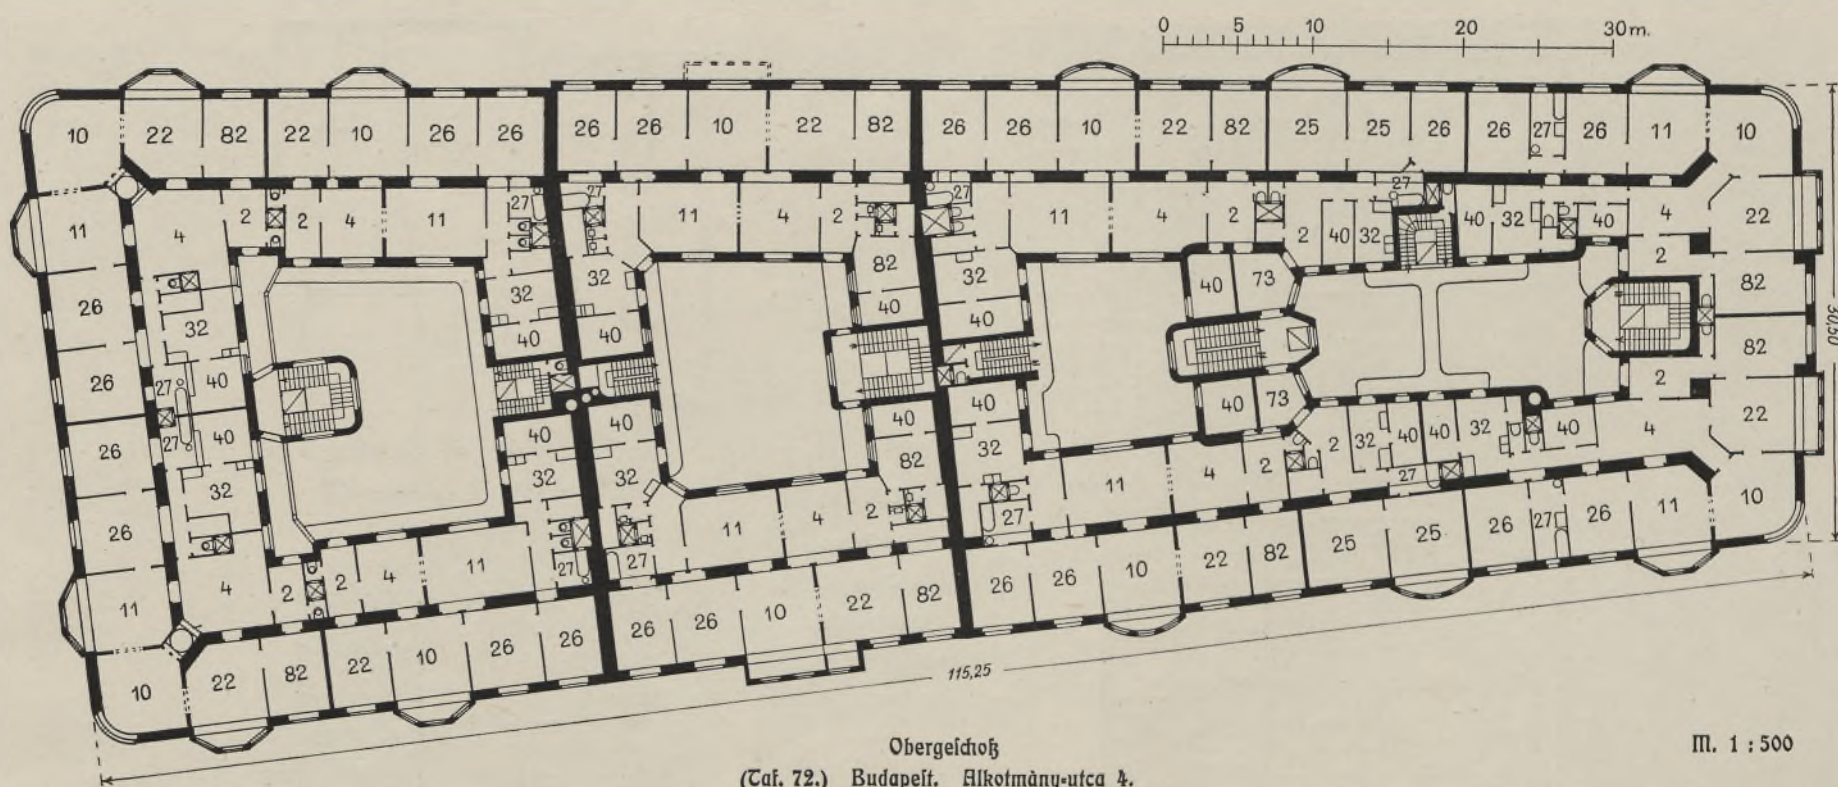 0 5 10 20 30 m.
10 22 82 22 10 26 26 26 26 10 22 82 26 26 10 22 82 25 25 26 26 27 26 11 10
11 4 2 2 4 11 27 27 11 4 2 27 11 4 2 2 40 32 27 40 32 40 4 22
26 32 32 32 82 32 40 73 2 82
26 27 40 40 40 40 40 30,50
26 27 40 40 40 40 40 40 73 2 82
26 32 32 32 82 32 11 4 2 2 32 40 27 40 32 40 4 22
11 4 2 2 4 11 27 27 11 4 2 27
10 22 82 22 10 26 26 26 26 10 22 82 26 26 10 22 82 25 25 26 27 26 11 10
115,25
Obergeschoß
M. 1 : 500
(Taf. 72.) Budapest. Alkotmàny-utca 4.